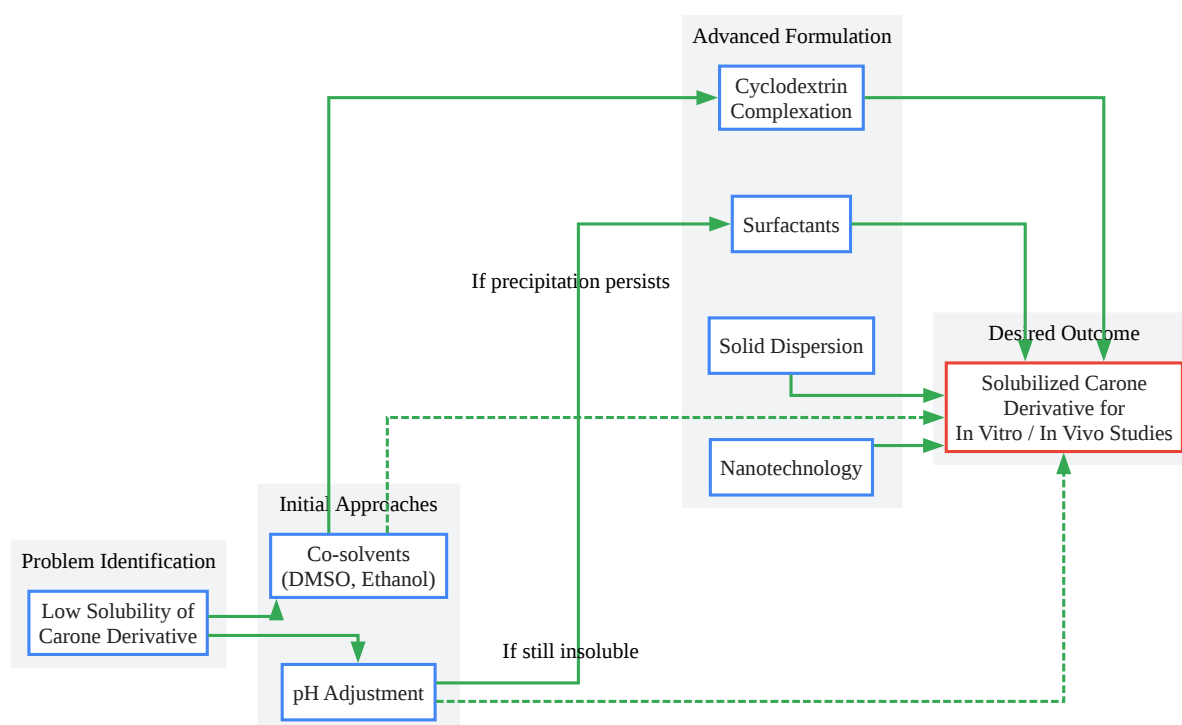 Advanced Formulation
Cyclodextrin
Complexation
Surfactants
If precipitation persists
Solid Dispersion
Desired Outcome
Solubilized Carone
Derivative for
In Vitro / In Vivo Studies
Nanotechnology
Initial Approaches
Co-solvents
(DMSO, Ethanol)
Problem Identification
Low Solubility of
Carone Derivative
If still insoluble
pH Adjustment